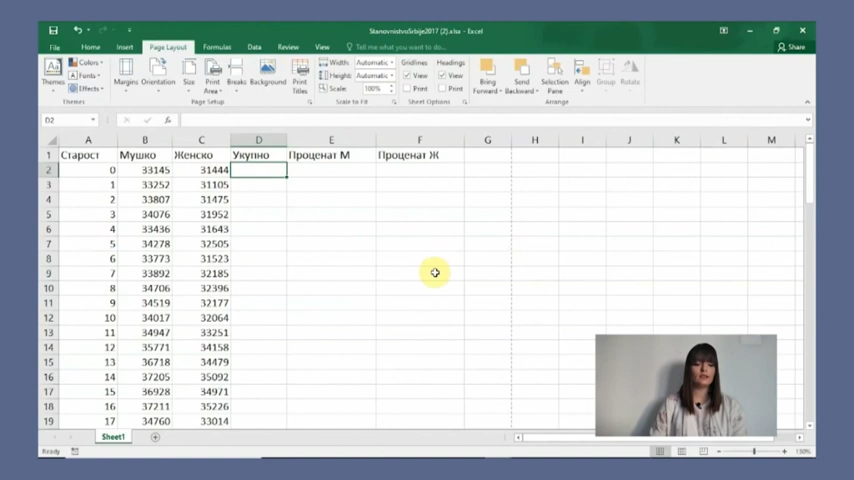 StanovnistvoSrbije2017 (2).xlsx - Excel
File Home Insert Page Layout Formulas Data Review View Tell me what you want to do... Share
Themes Colors Fonts Effects Margins Orientation Size Print Area Breaks Background Print Titles Width: Automatic Height: Automatic Scale: 100% Gridlines View Print Headings View Print Bring Forward Send Backward Selection Pane Align Group Rotate
Themes Page Setup Scale to Fit Sheet Options Arrange
D2 fx
A B C D E F G H I J K L M
1 Старост Мушко Женско Укупно Проценат М Проценат Ж
2 0 33145 31444
3 1 33252 31105
4 2 33807 31475
5 3 34076 31952
6 4 33436 31643
7 5 34278 32505
8 6 33773 31523
9 7 33892 32185
10 8 34706 32396
11 9 34519 32177
12 10 34017 32064
13 11 34947 33251
14 12 35771 34158
15 13 36718 34479
16 14 37205 35092
17 15 36928 34971
18 16 37211 35226
19 17 34760 33014
Sheet1
Ready 130%